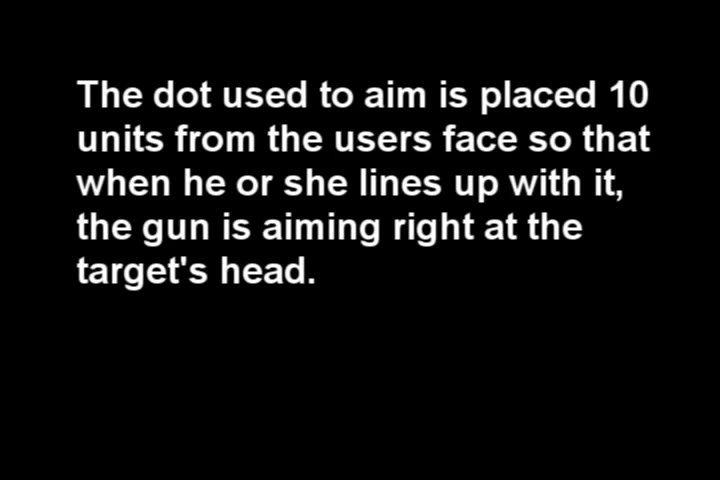 The dot used to aim is placed 10
units from the users face so that
when he or she lines up with it,
the gun is aiming right at the
target's head.